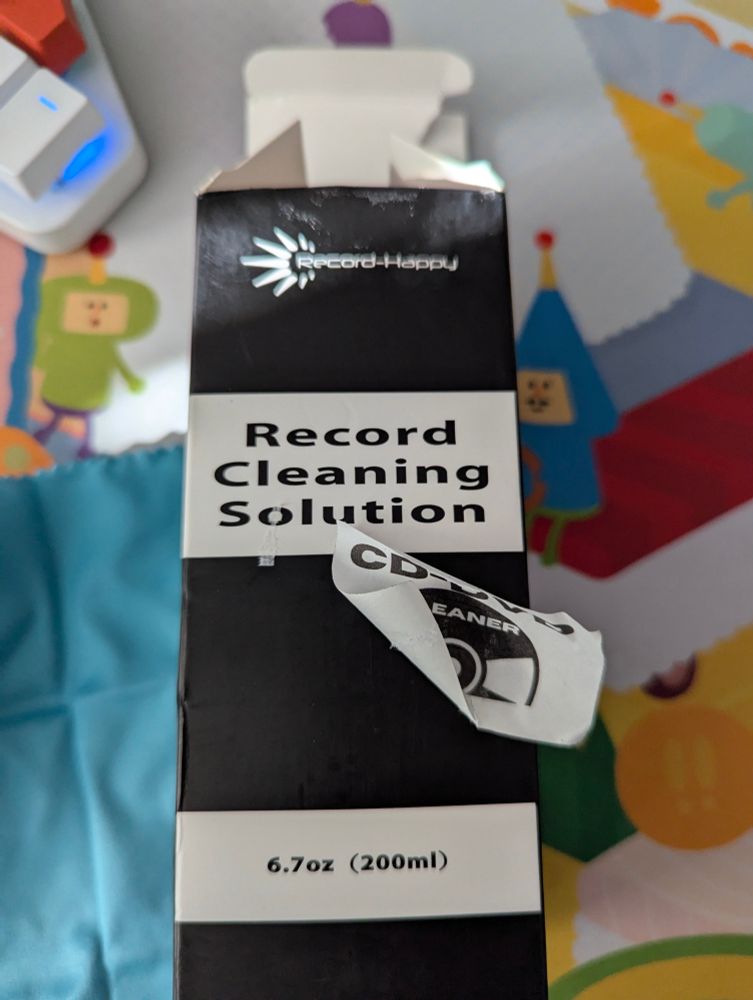 Record-Happy
Record
Cleaning
Solution
CD-DVD
EANER
6.7oz (200ml)